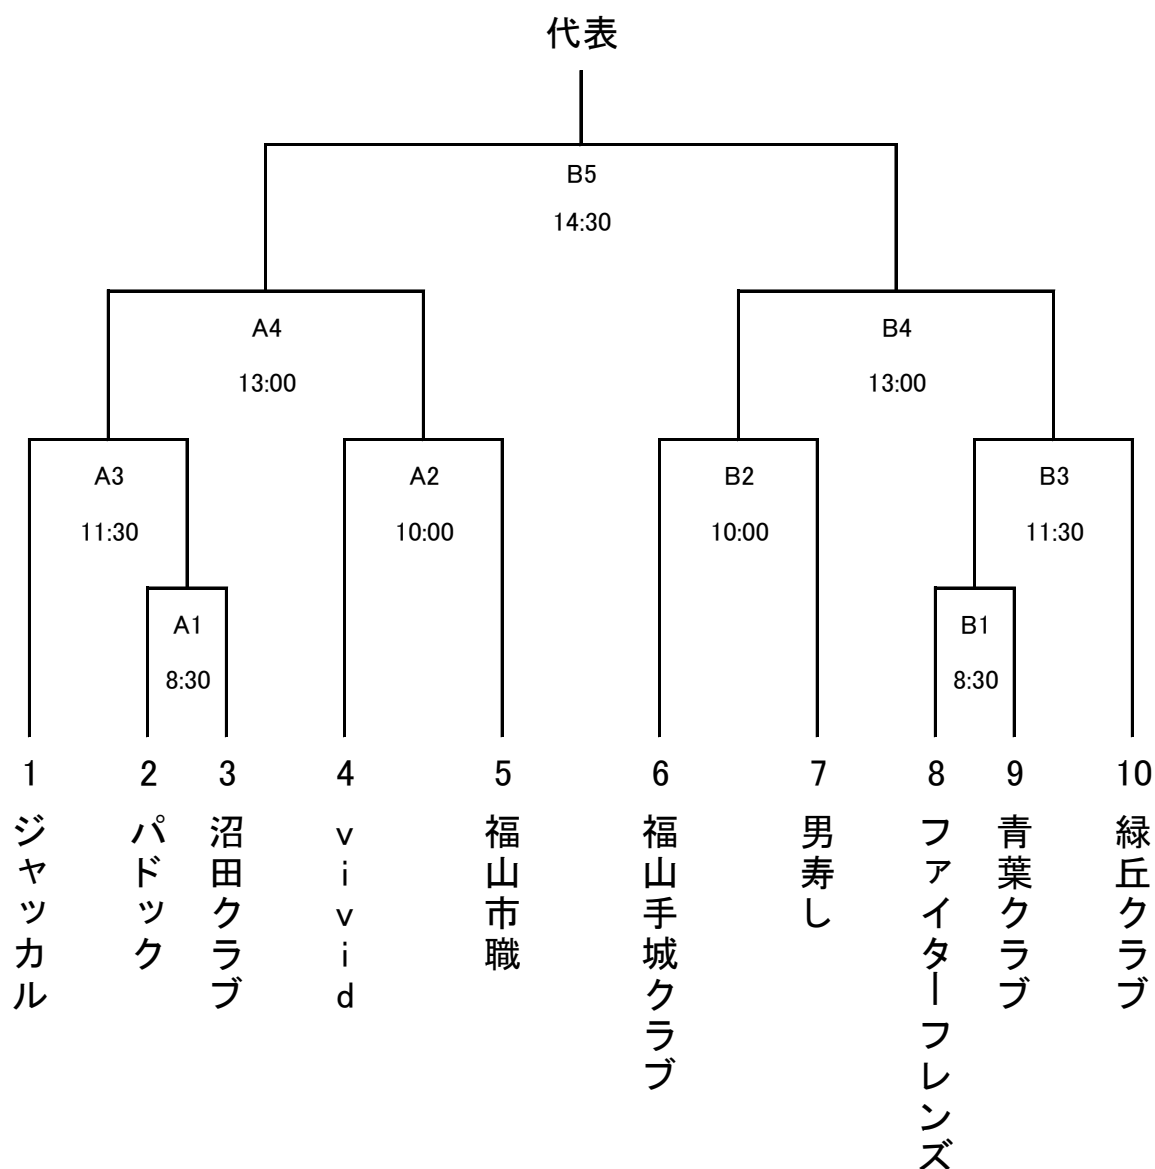 代表
B5
14:30
A4
B4
13:00
13:00
A3
A2
B2
B3
11:30
10:00
10:00
11:30
A1
B1
8:30
8:30
1
2
3
4
5
6
7
8
9
10
ジャッカル
パドック
沼田クラブ
vivid
福山市職
福山手城クラブ
男寿し
ファイターフレンズ
青葉クラブ
緑丘クラブ